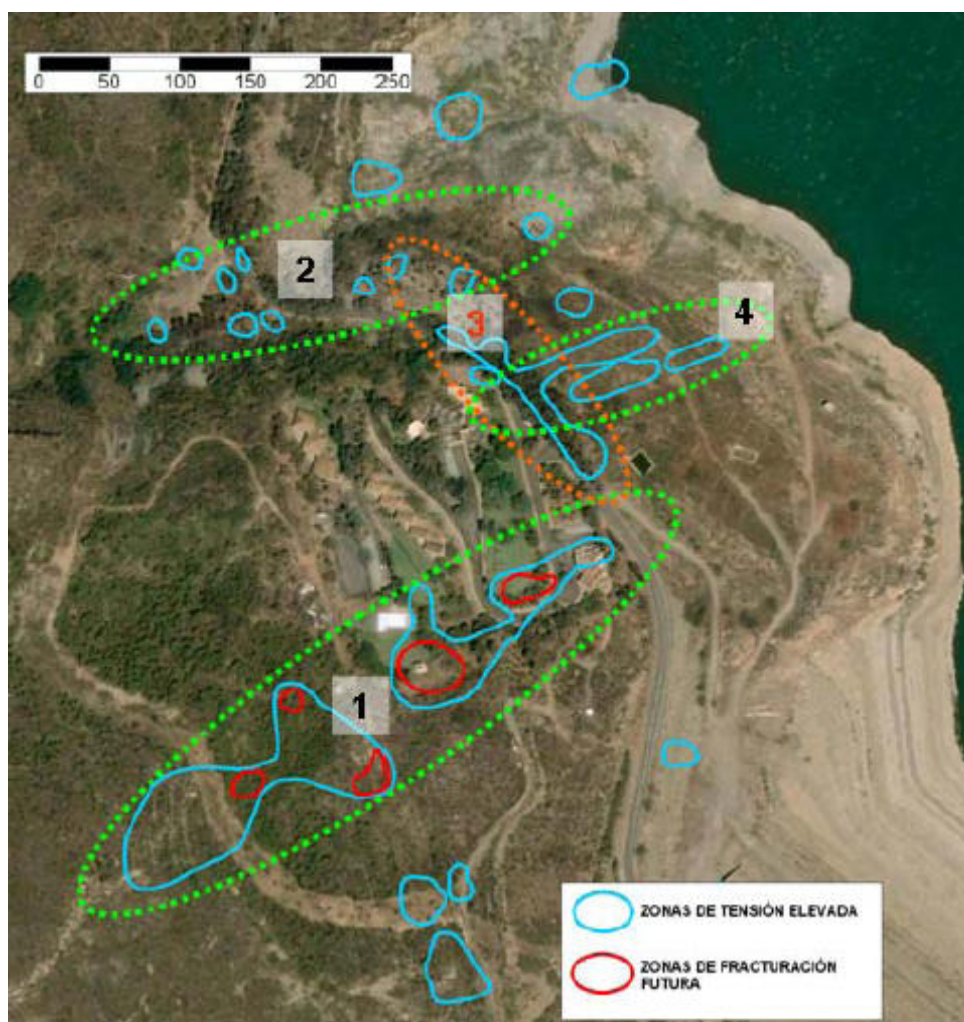 0 50 100 150 200 250
2
3
4
1
ZONAS DE TENSIÓN ELEVADA
ZONAS DE FRACTURACIÓN
FUTURA